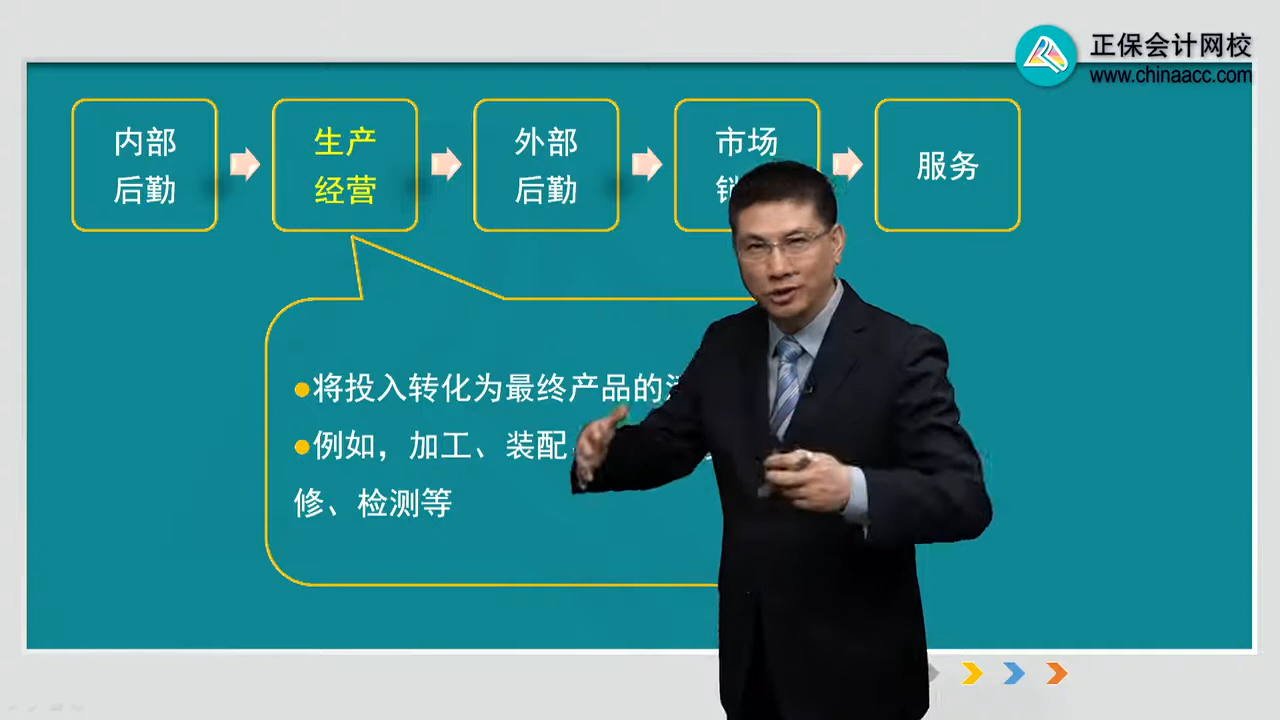 正保会计网校
www.chinaacc.com
内部
后勤
生产
经营
外部
后勤
市场
服务
●将投入转化为最终产品的
●例如，加工、装配
修、检测等